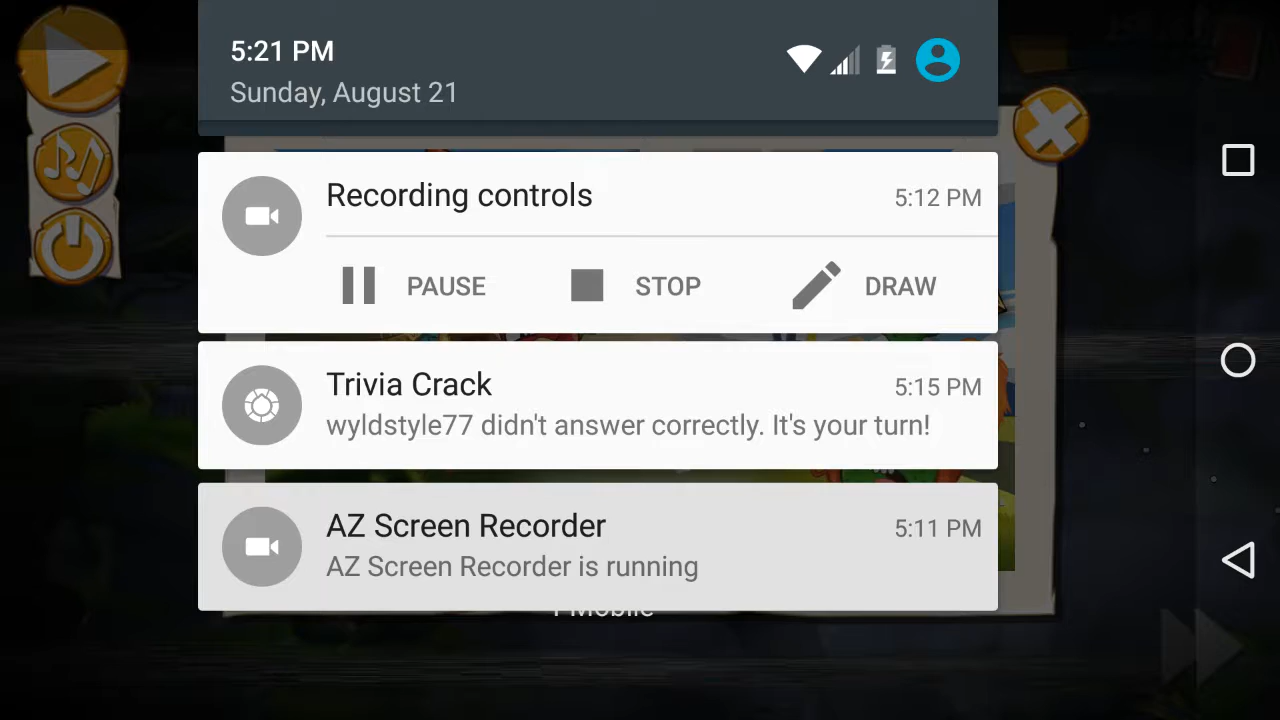 5:21 PM
Sunday, August 21
Recording controls 5:12 PM
PAUSE STOP DRAW
Trivia Crack 5:15 PM
wyldstyle77 didn't answer correctly. It's your turn!
AZ Screen Recorder 5:11 PM
AZ Screen Recorder is running